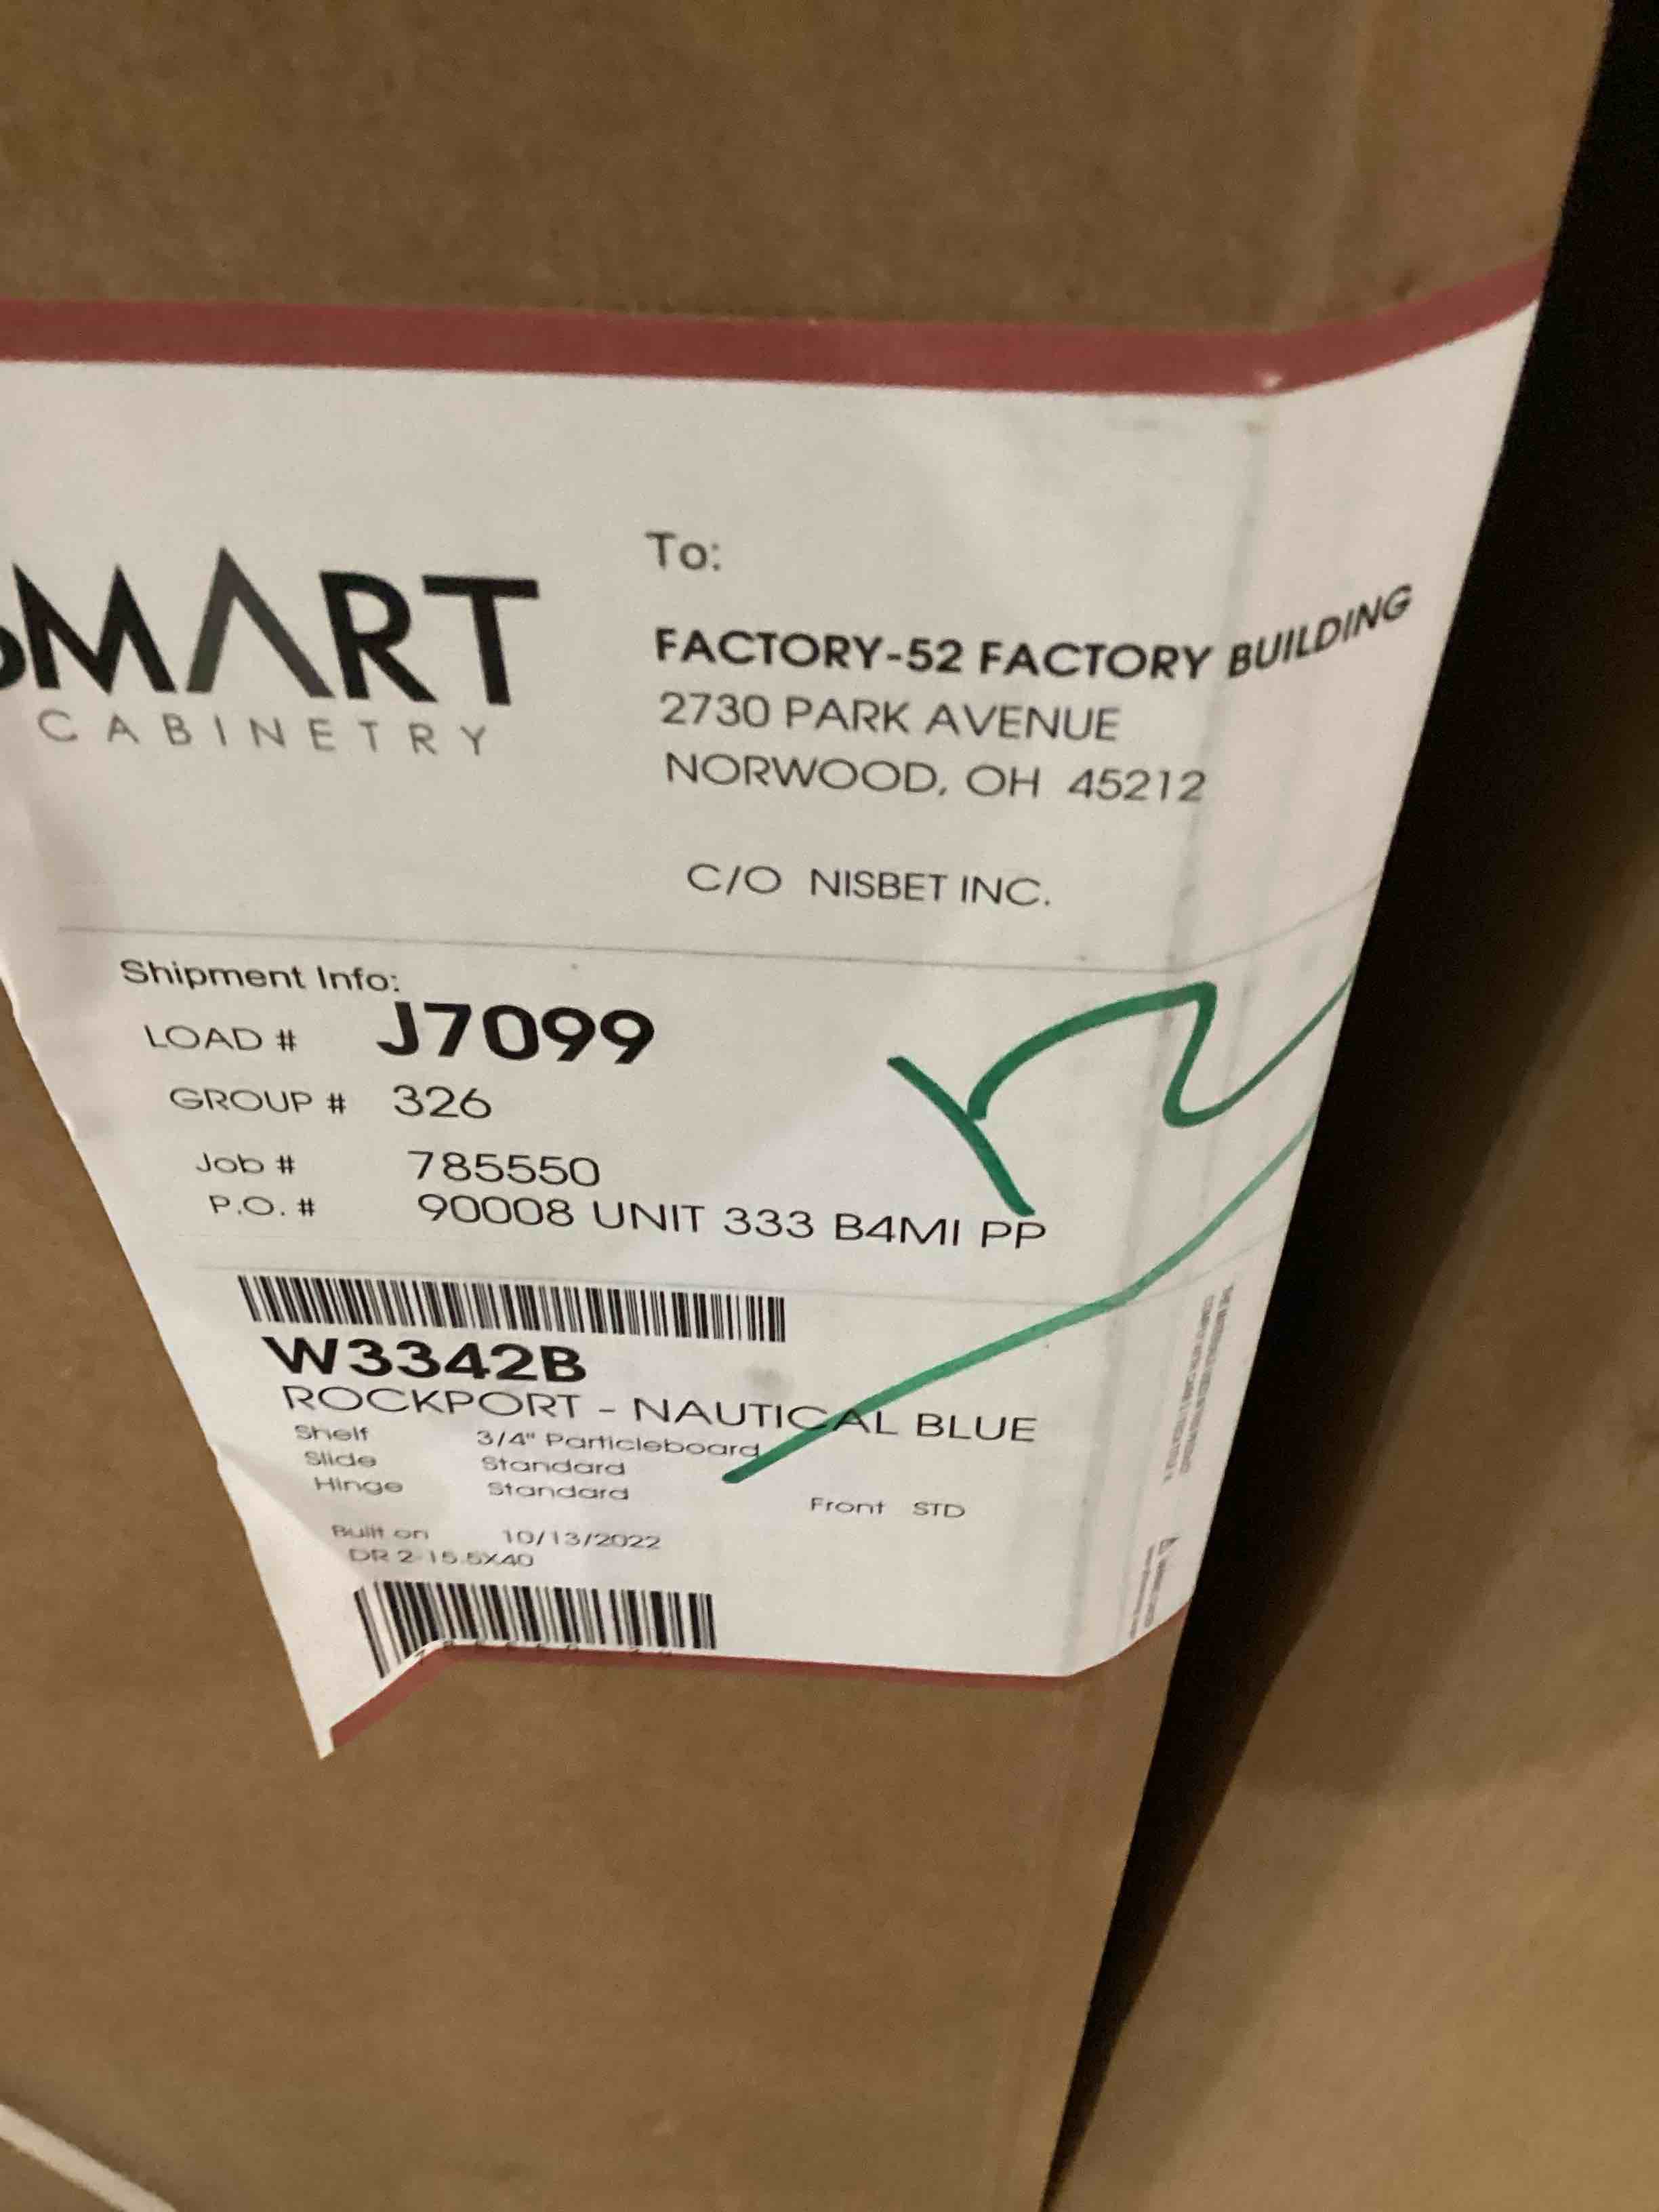 SMART
CABINETRY
To:
FACTORY-52 FACTORY BUILDING
2730 PARK AVENUE
NORWOOD, OH 45212
C/O NISBET INC.
Shipment Info:
LOAD # J7099
GROUP # 326
Job # 785550
P.O. # 90008 UNIT 333 B4MI PP
W3342B
ROCKPORT - NAUTICAL BLUE
Shelf 3/4" Particleboard
Slide Standard
Hinge Standard
Front STD
Built on 10/13/2022
DR 2-15.5X40